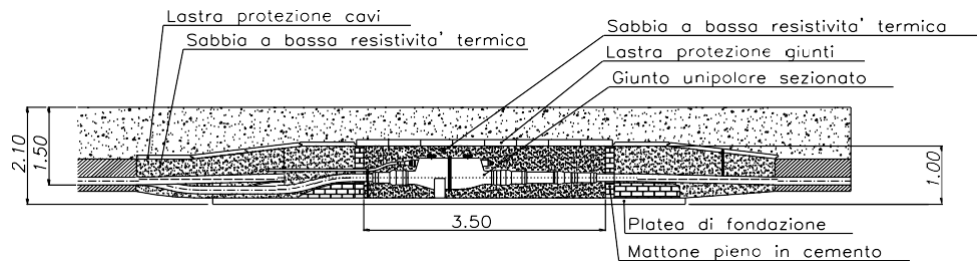 Lastra protezione cavi
Sabbia a bassa resistivita' termica
Sabbia a bassa resistivita' termica
Lastra protezione giunti
Giunto unipolare sezionato
2.10
1.50
1.00
3.50
Platea di fondazione
Mattone pieno in cemento